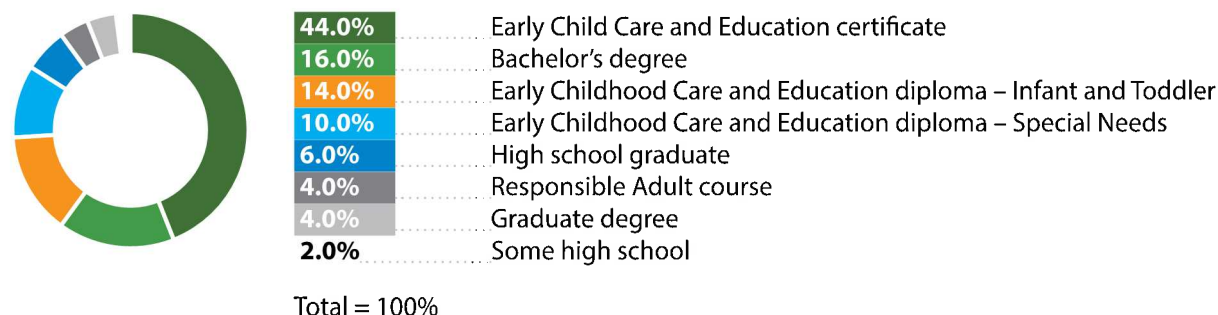 44.0% Early Child Care and Education certificate
16.0% Bachelor’s degree
14.0% Early Childhood Care and Education diploma – Infant and Toddler
10.0% Early Childhood Care and Education diploma – Special Needs
6.0% High school graduate
4.0% Responsible Adult course
4.0% Graduate degree
2.0% Some high school
Total = 100%